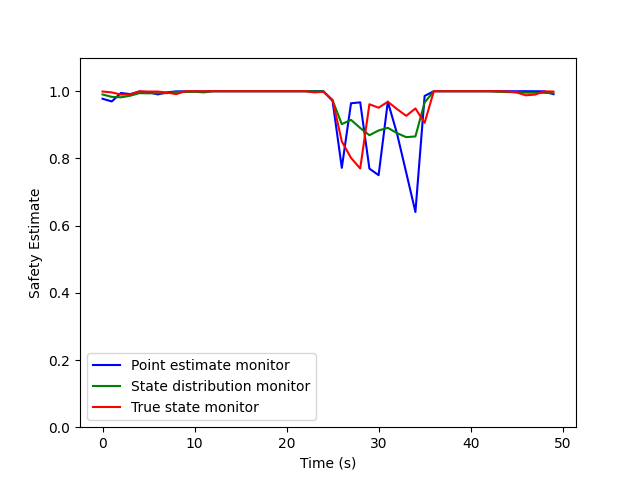 1.0
0.8
0.6
0.4
0.2
0.0
Safety Estimate
Point estimate monitor
State distribution monitor
True state monitor
0 10 20 30 40 50
Time (s)